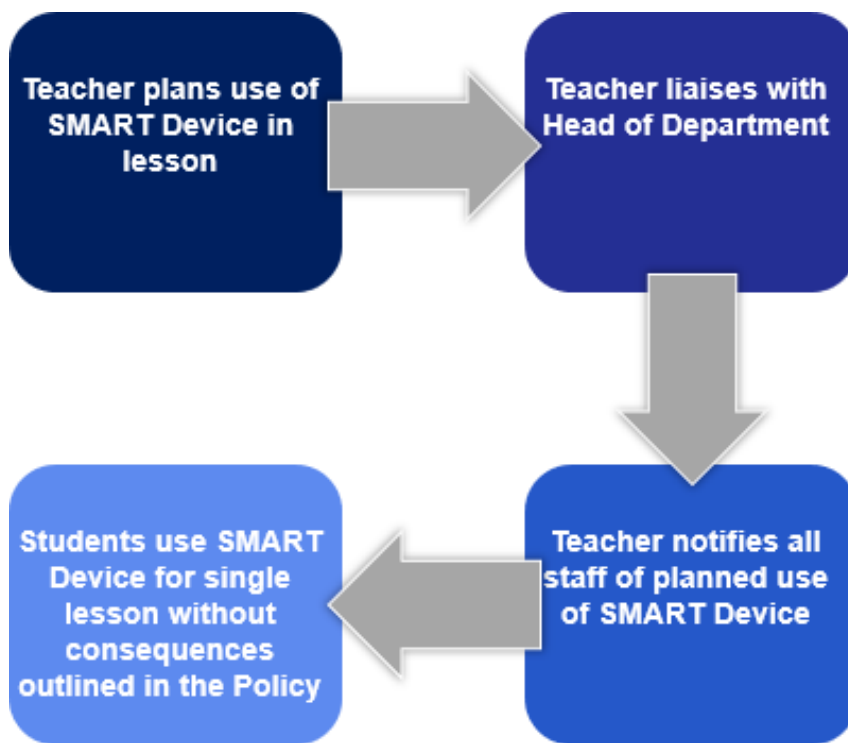 Teacher plans use of
SMART Device in
lesson
Teacher liaises with
Head of Department
Teacher notifies all
staff of planned use
of SMART Device
Students use SMART
Device for single
lesson without
consequences
outlined in the Policy